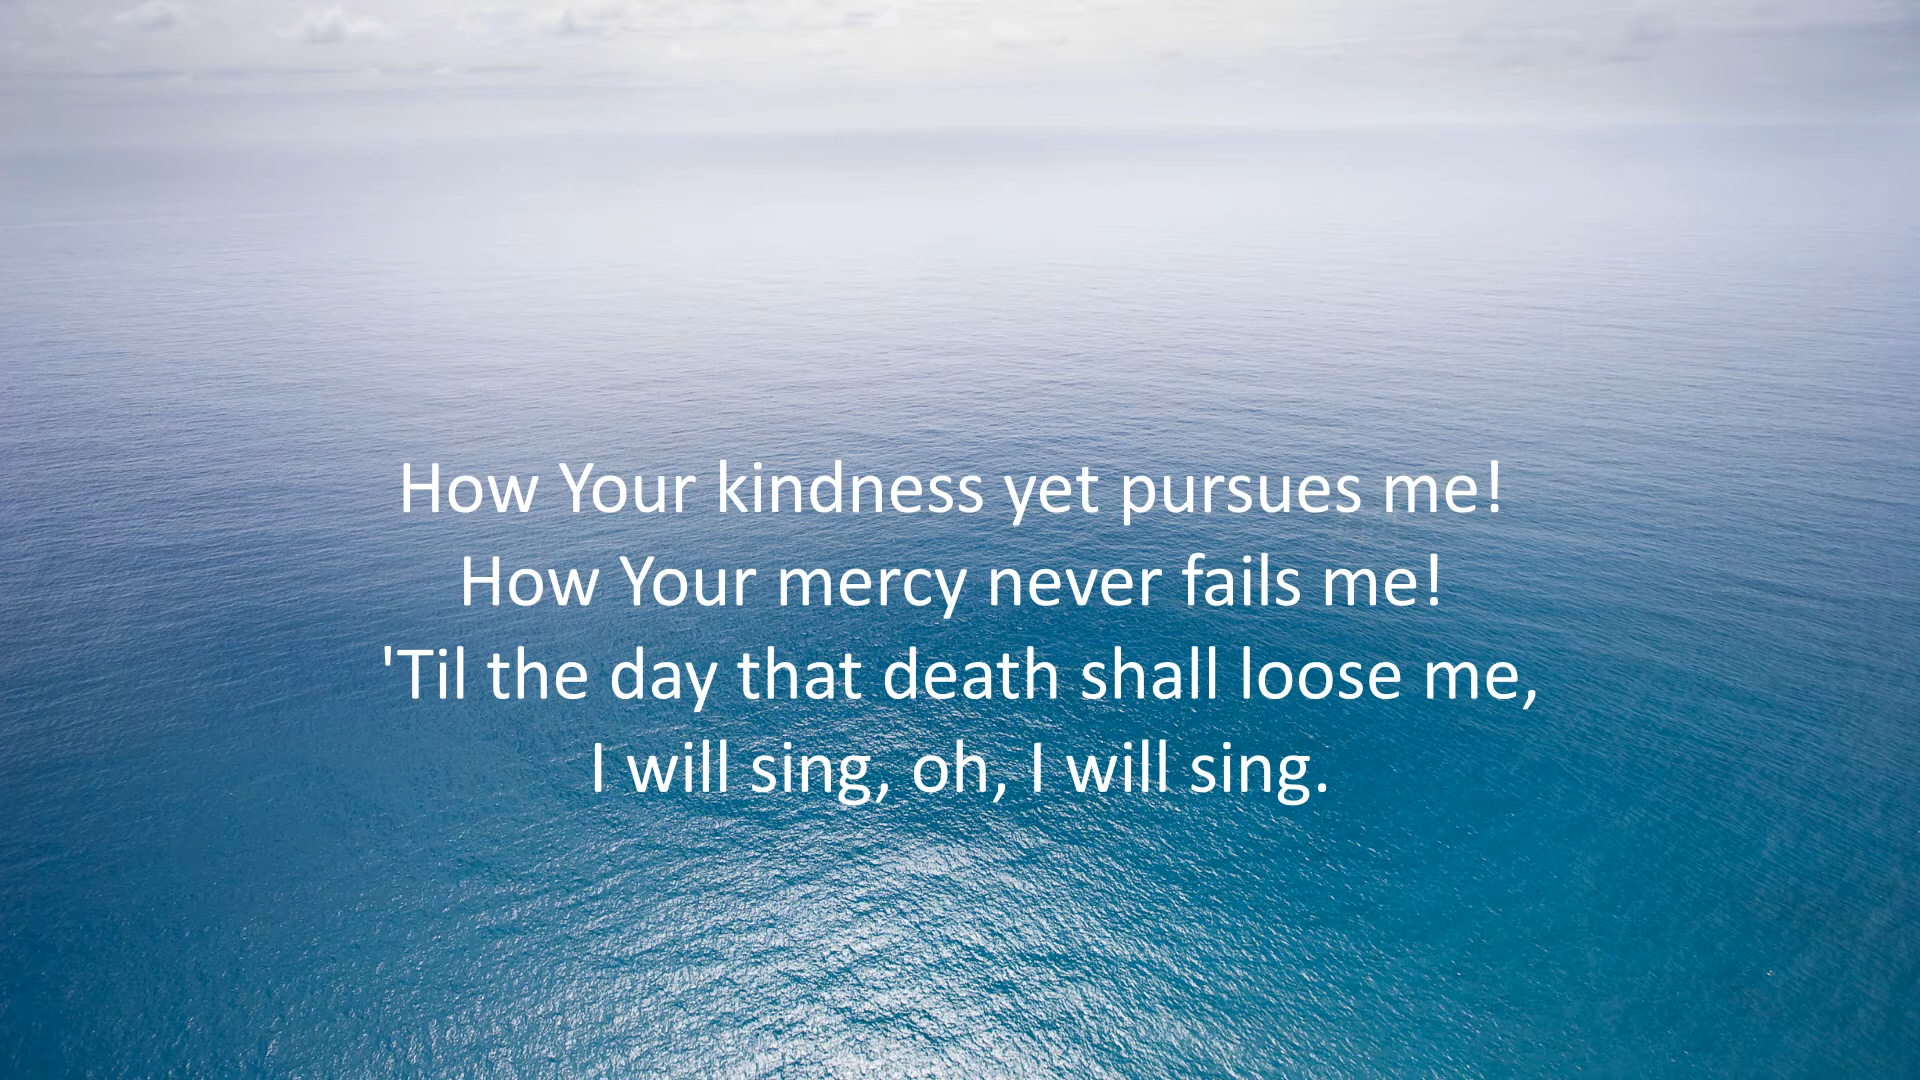 How Your kindness yet pursues me!
How Your mercy never fails me!
'Til the day that death shall loose me,
I will sing, oh, I will sing.